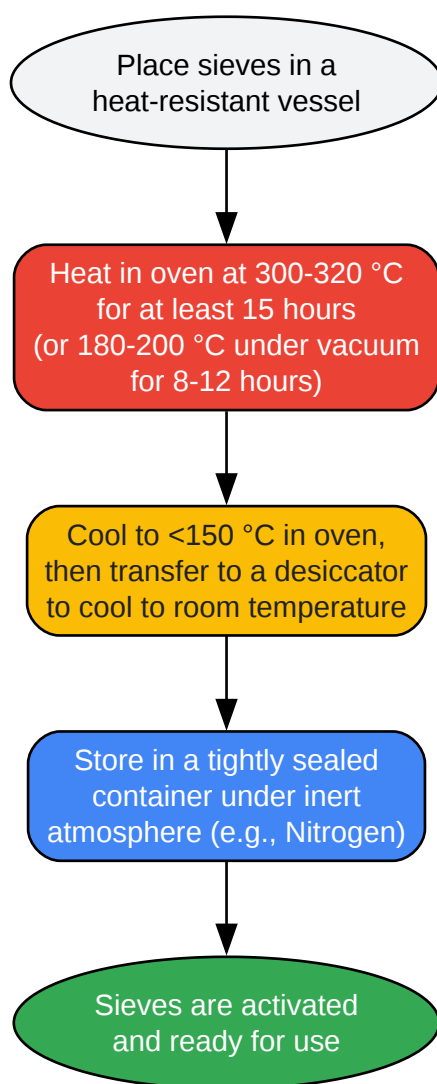 Place sieves in a
heat-resistant vessel
Heat in oven at 300-320 °C
for at least 15 hours
(or 180-200 °C under vacuum
for 8-12 hours)
Cool to <150 °C in oven,
then transfer to a desiccator
to cool to room temperature
Store in a tightly sealed
container under inert
atmosphere (e.g., Nitrogen)
Sieves are activated
and ready for use